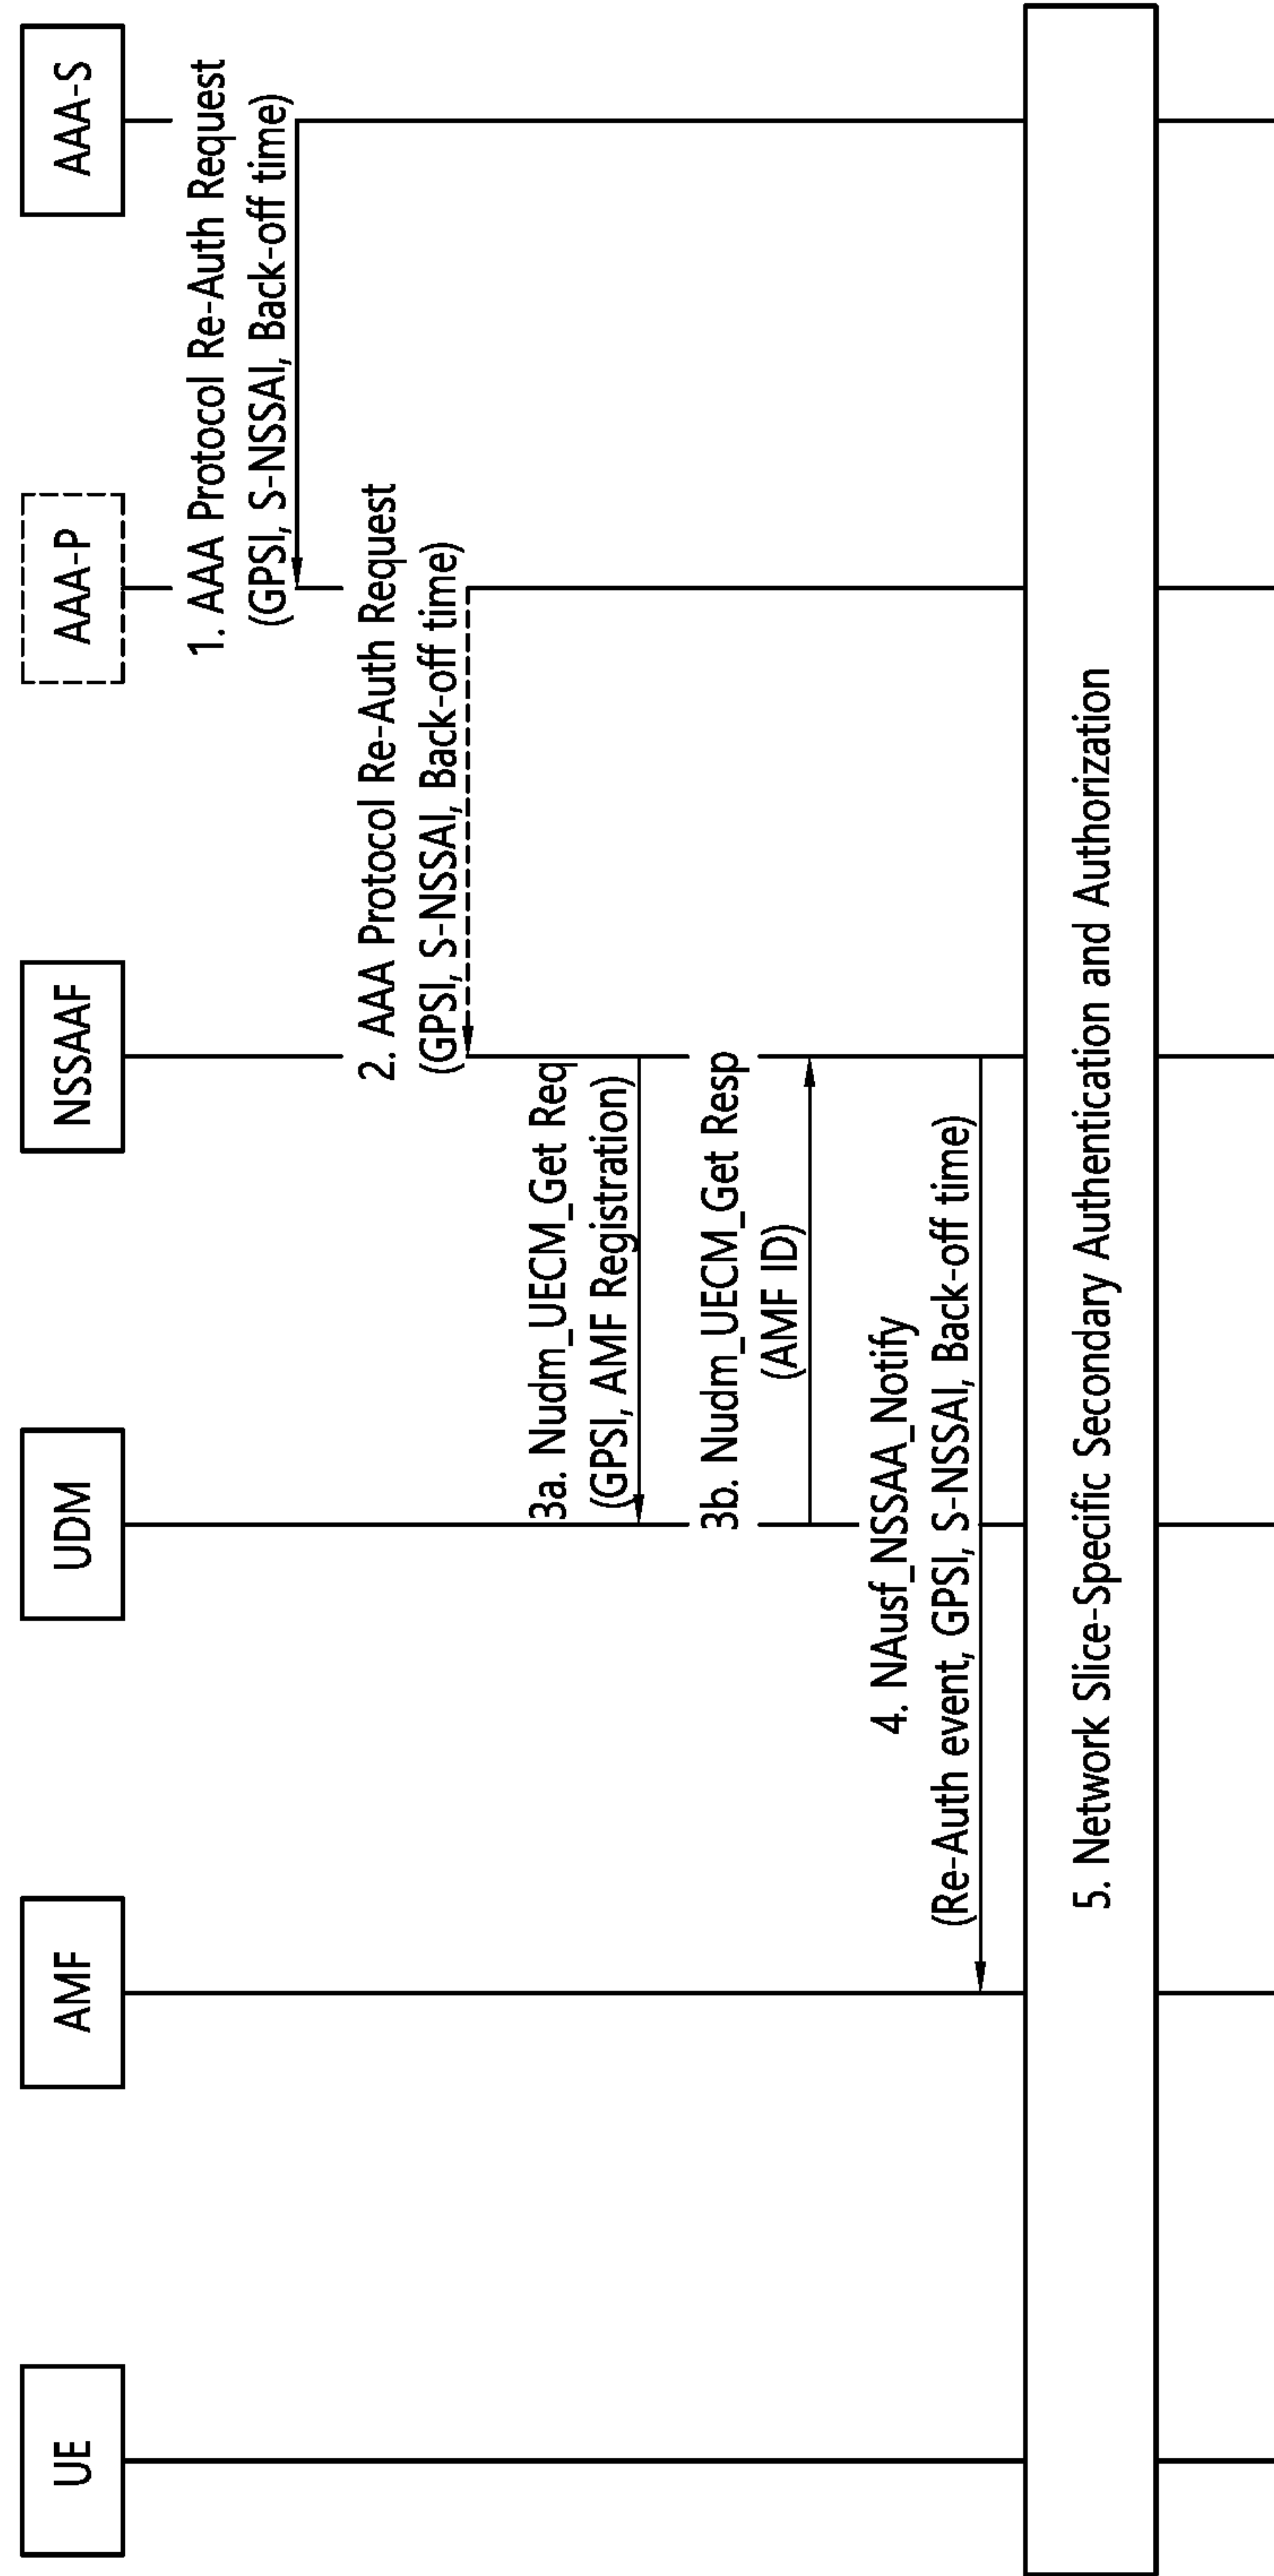 UE
AMF
UDM
NSSAAF
AAA-P
AAA-S
1. AAA Protocol Re-Auth Request
(GPSI, S-NSSAI, Back-off time)
2. AAA Protocol Re-Auth Request
(GPSI, S-NSSAI, Back-off time)
3a. Nudm_UECM_Get Req
(GPSI, AMF Registration)
3b. Nudm_UECM_Get Resp
(AMF ID)
4. NAusf_NSSAA_Notify
(Re-Auth event, GPSI, S-NSSAI, Back-off time)
5. Network Slice-Specific Secondary Authentication and Authorization